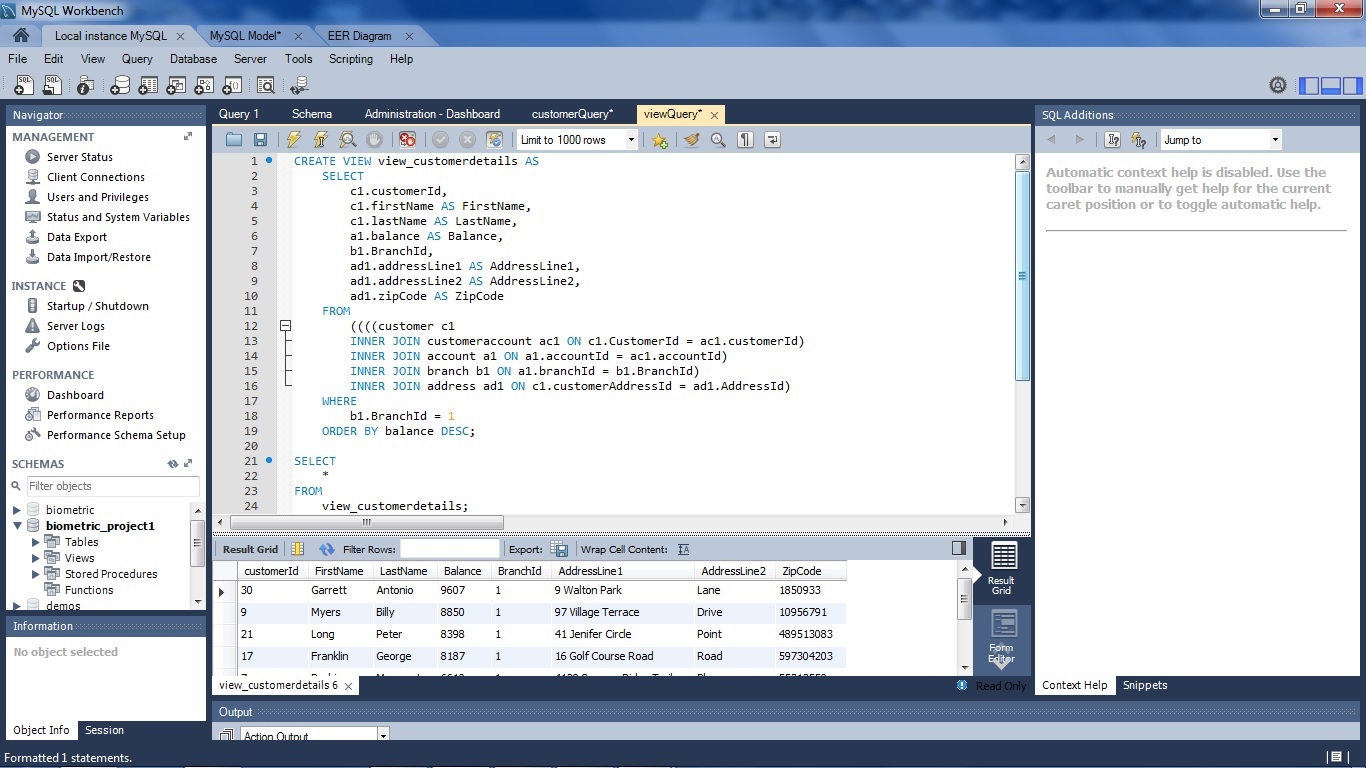 MySQL Workbench
Local instance MySQL MySQL Model* EER Diagram
File Edit View Query Database Server Tools Scripting Help
Navigator
MANAGEMENT
Server Status
Client Connections
Users and Privileges
Status and System Variables
Data Export
Data Import/Restore
INSTANCE
Startup / Shutdown
Server Logs
Options File
PERFORMANCE
Dashboard
Performance Reports
Performance Schema Setup
SCHEMAS
Filter objects
biometric
biometric_project1
Tables
Views
Stored Procedures
Functions
demos
Information
No object selected
Object Info Session
Query 1 Schema Administration - Dashboard customerQuery* viewQuery*
Limit to 1000 rows
1 CREATE VIEW view_customerdetails AS
2 SELECT
3 c1.customerId,
4 c1.firstName AS FirstName,
5 c1.lastName AS LastName,
6 a1.balance AS Balance,
7 b1.BranchId,
8 ad1.addressLine1 AS AddressLine1,
9 ad1.addressLine2 AS AddressLine2,
10 ad1.zipCode AS ZipCode
11 FROM
12 ((((customer c1
13 INNER JOIN customeraccount ac1 ON c1.CustomerId = ac1.customerId)
14 INNER JOIN account a1 ON a1.accountId = ac1.accountId)
15 INNER JOIN branch b1 ON a1.branchId = b1.BranchId)
16 INNER JOIN address ad1 ON c1.customerAddressId = ad1.AddressId)
17 WHERE
18 b1.BranchId = 1
19 ORDER BY balance DESC;
20
21 SELECT
22 *
23 FROM
24 view_customerdetails;
Result Grid Filter Rows: Export: Wrap Cell Content: IA
customerId FirstName LastName Balance BranchId AddressLine1 AddressLine2 ZipCode
30 Garrett Antonio 9607 1 9 Walton Park Lane 1850933
9 Myers Billy 8850 1 97 Village Terrace Drive 10956791
21 Long Peter 8398 1 41 Jenifer Circle Point 489513083
17 Franklin George 8187 1 16 Golf Course Road Road 597304203
Result Grid
Form Editor
view_customerdetails 6
Read Only
Output
Action Output
SQL Additions
Jump to
Automatic context help is disabled. Use the
toolbar to manually get help for the current
caret position or to toggle automatic help.
Context Help Snippets
Formatted 1 statements.